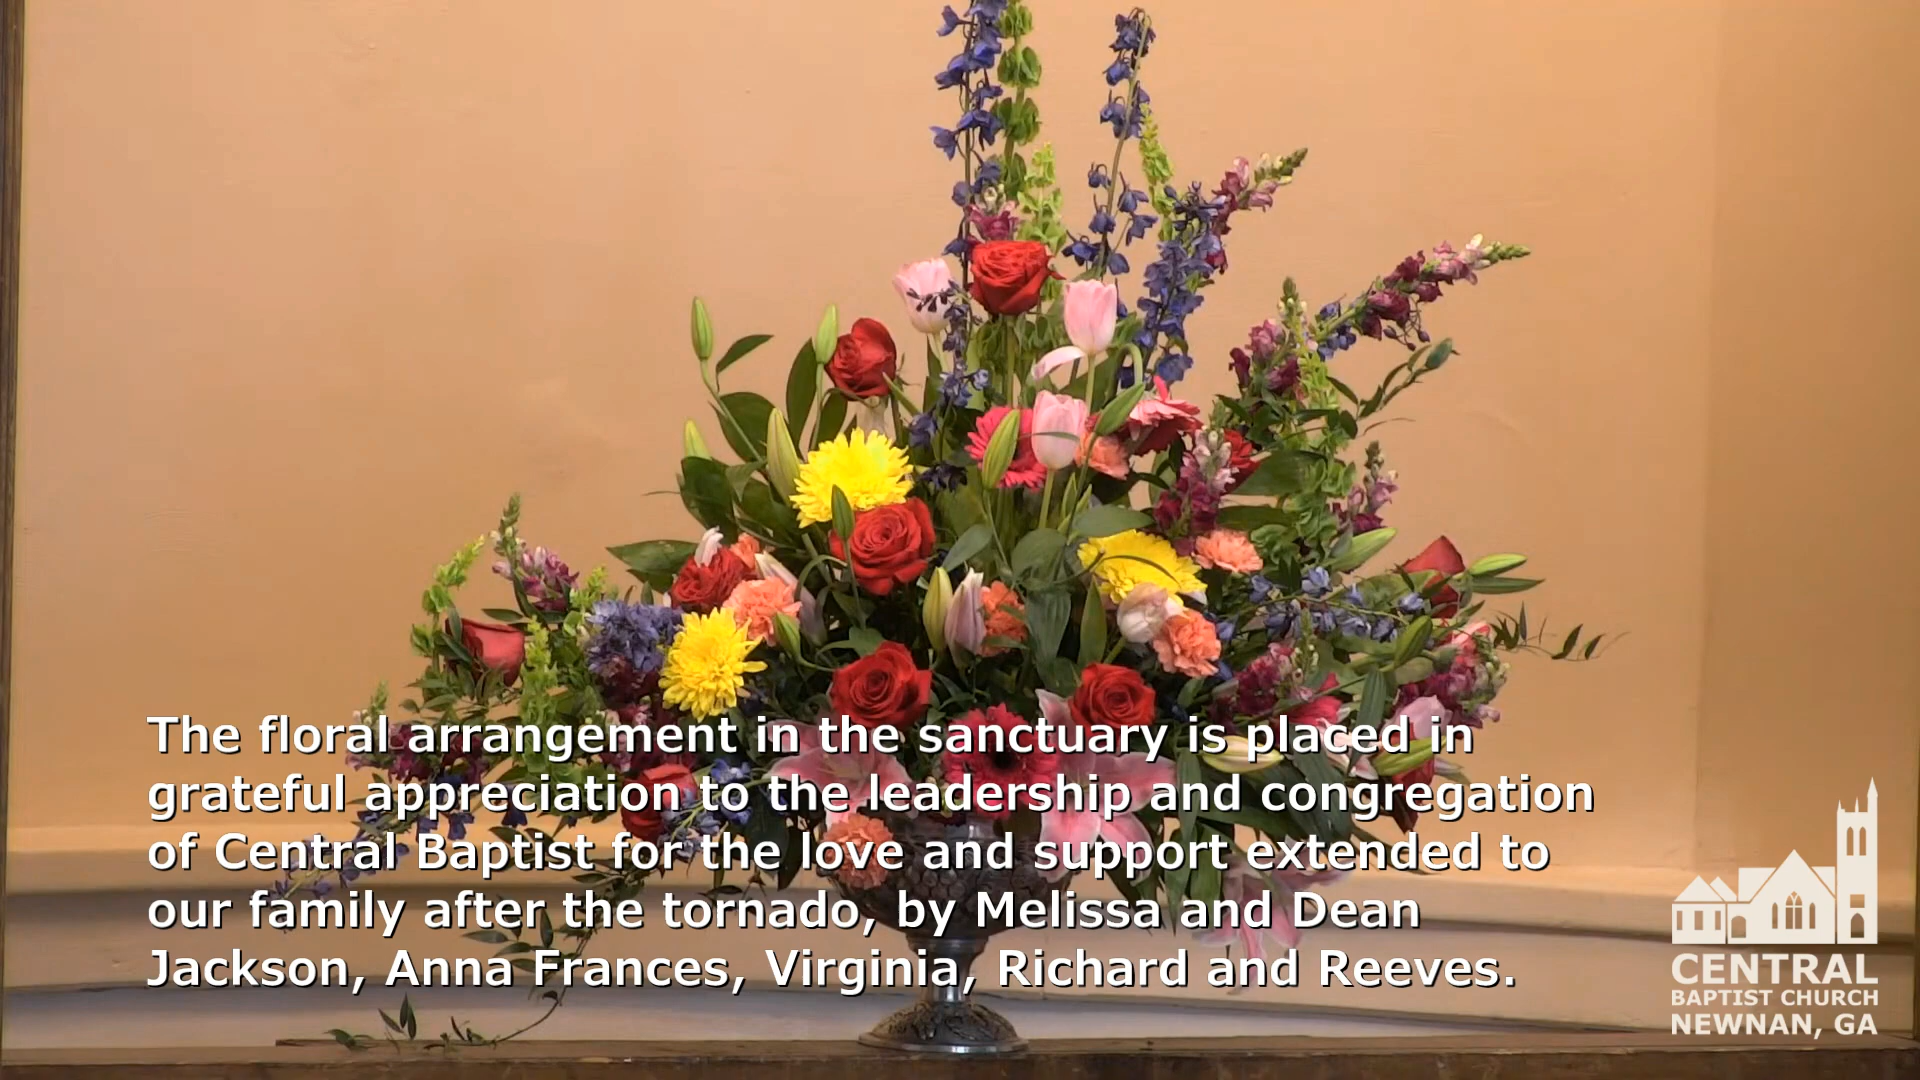 The floral arrangement in the sanctuary is placed in
grateful appreciation to the leadership and congregation
of Central Baptist for the love and support extended to
our family after the tornado, by Melissa and Dean
Jackson, Anna Frances, Virginia, Richard and Reeves.
CENTRAL
BAPTIST CHURCH
NEWNAN, GA